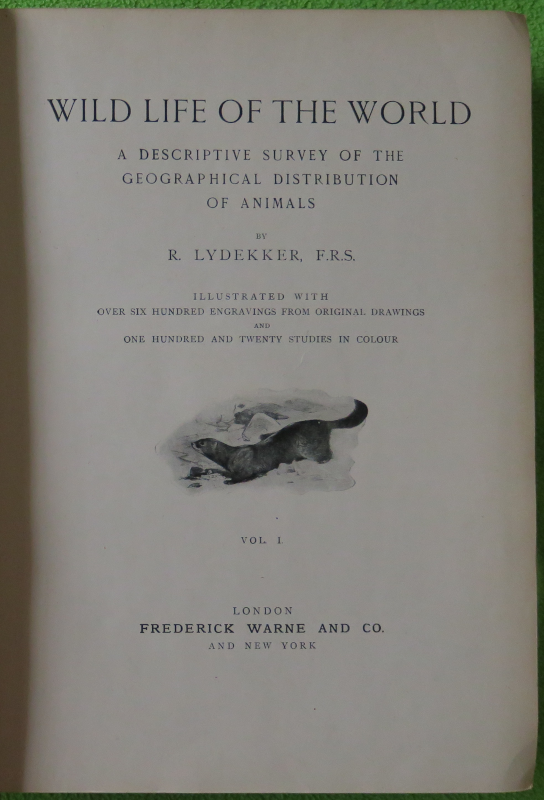 WILD LIFE OF THE WORLD
A DESCRIPTIVE SURVEY OF THE
GEOGRAPHICAL DISTRIBUTION
OF ANIMALS
BY
R. LYDEKKER, F.R.S.
ILLUSTRATED WITH
OVER SIX HUNDRED ENGRAVINGS FROM ORIGINAL DRAWINGS
AND
ONE HUNDRED AND TWENTY STUDIES IN COLOUR
VOL. I.
LONDON
FREDERICK WARNE AND CO.
AND NEW YORK